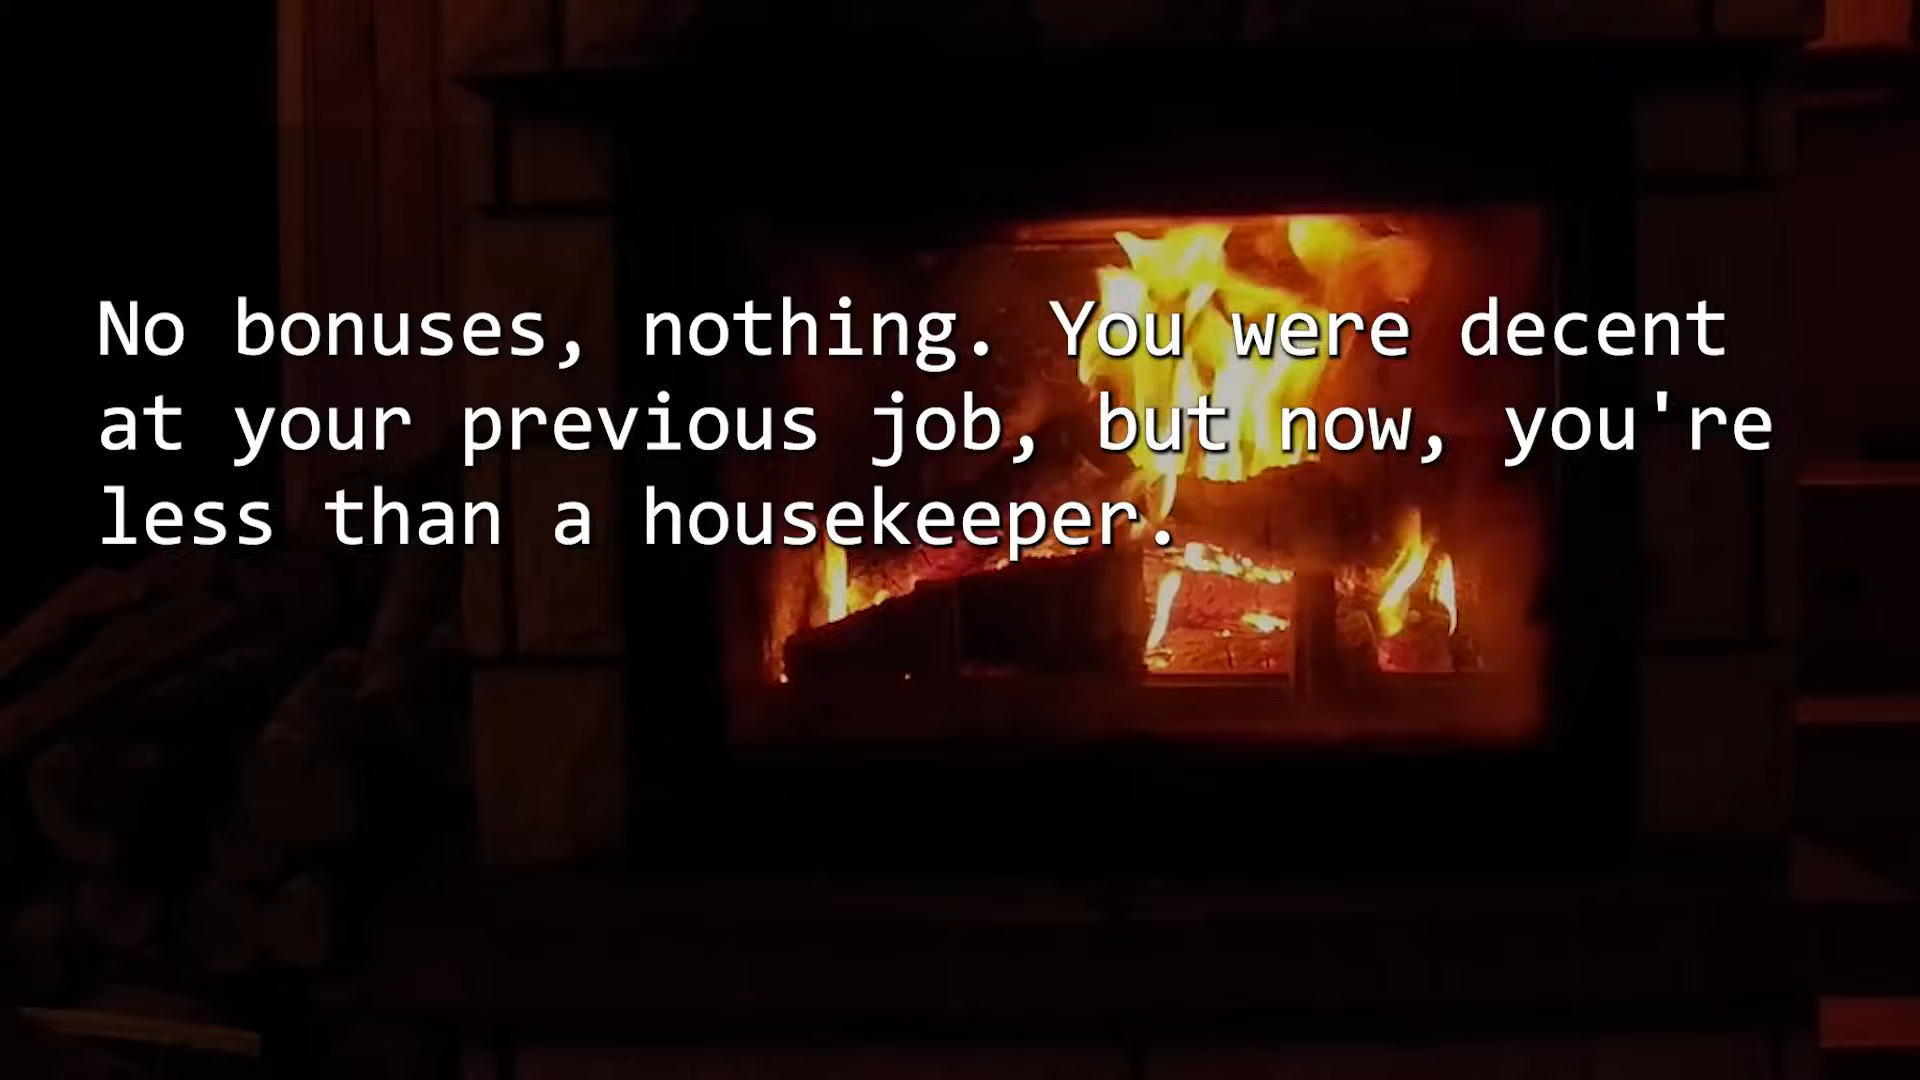 No bonuses, nothing. You were decent
at your previous job, but now, you're
less than a housekeeper.